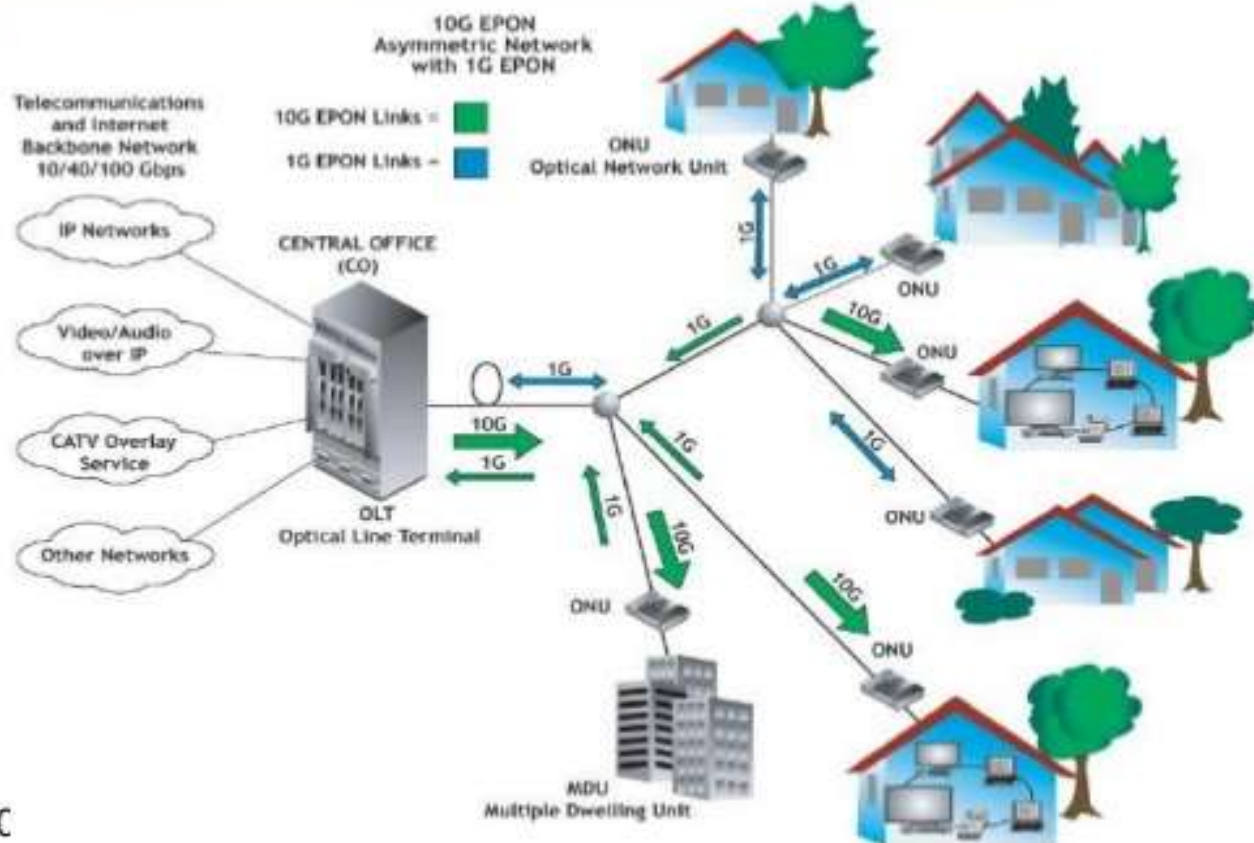 10G EPON
Asymmetric Network
with 1G EPON
Telecommunications
and Internet
Backbone Network
10/40/100 Gbps
10G EPON Links =
1G EPON Links =
ONU
Optical Network Unit
IP Networks
CENTRAL OFFICE
(CO)
1G
1G
ONU
Video/Audio
over IP
1G
10G
ONU
1G
10G
1G
CATV Overlay
Service
1G
1G
OLT
Optical Line Terminal
1G
10G
ONU
Other Networks
10G
ONU
ONU
MDU
Multiple Dwelling Unit
C